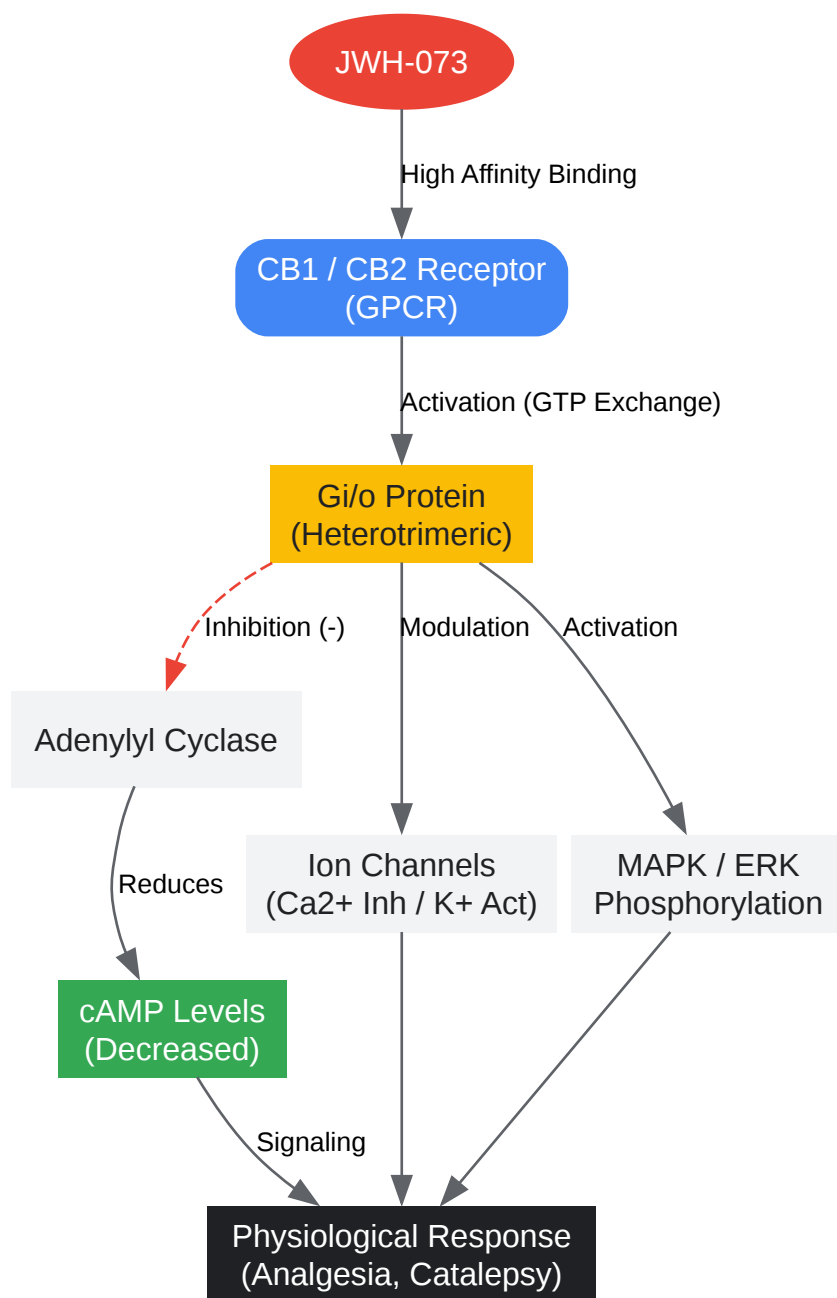 JWH-073
High Affinity Binding
CB1 / CB2 Receptor
(GPCR)
Activation (GTP Exchange)
Gi/o Protein
(Heterotrimeric)
Inhibition (-)
Modulation
Activation
Adenylyl Cyclase
Ion Channels
(Ca2+ Inh / K+ Act)
MAPK / ERK
Phosphorylation
Reduces
cAMP Levels
(Decreased)
Signaling
Physiological Response
(Analgesia, Catalepsy)